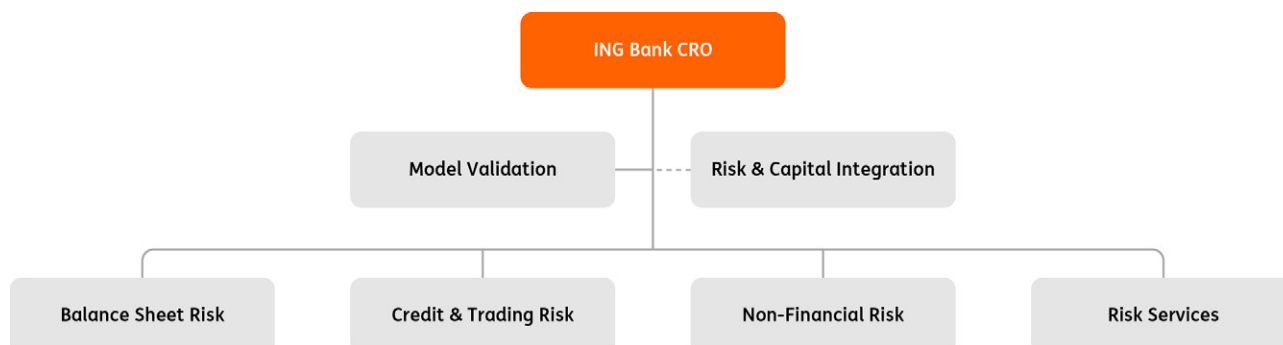 ING Bank CRO
Model Validation
Risk & Capital Integration
Balance Sheet Risk
Credit & Trading Risk
Non-Financial Risk
Risk Services